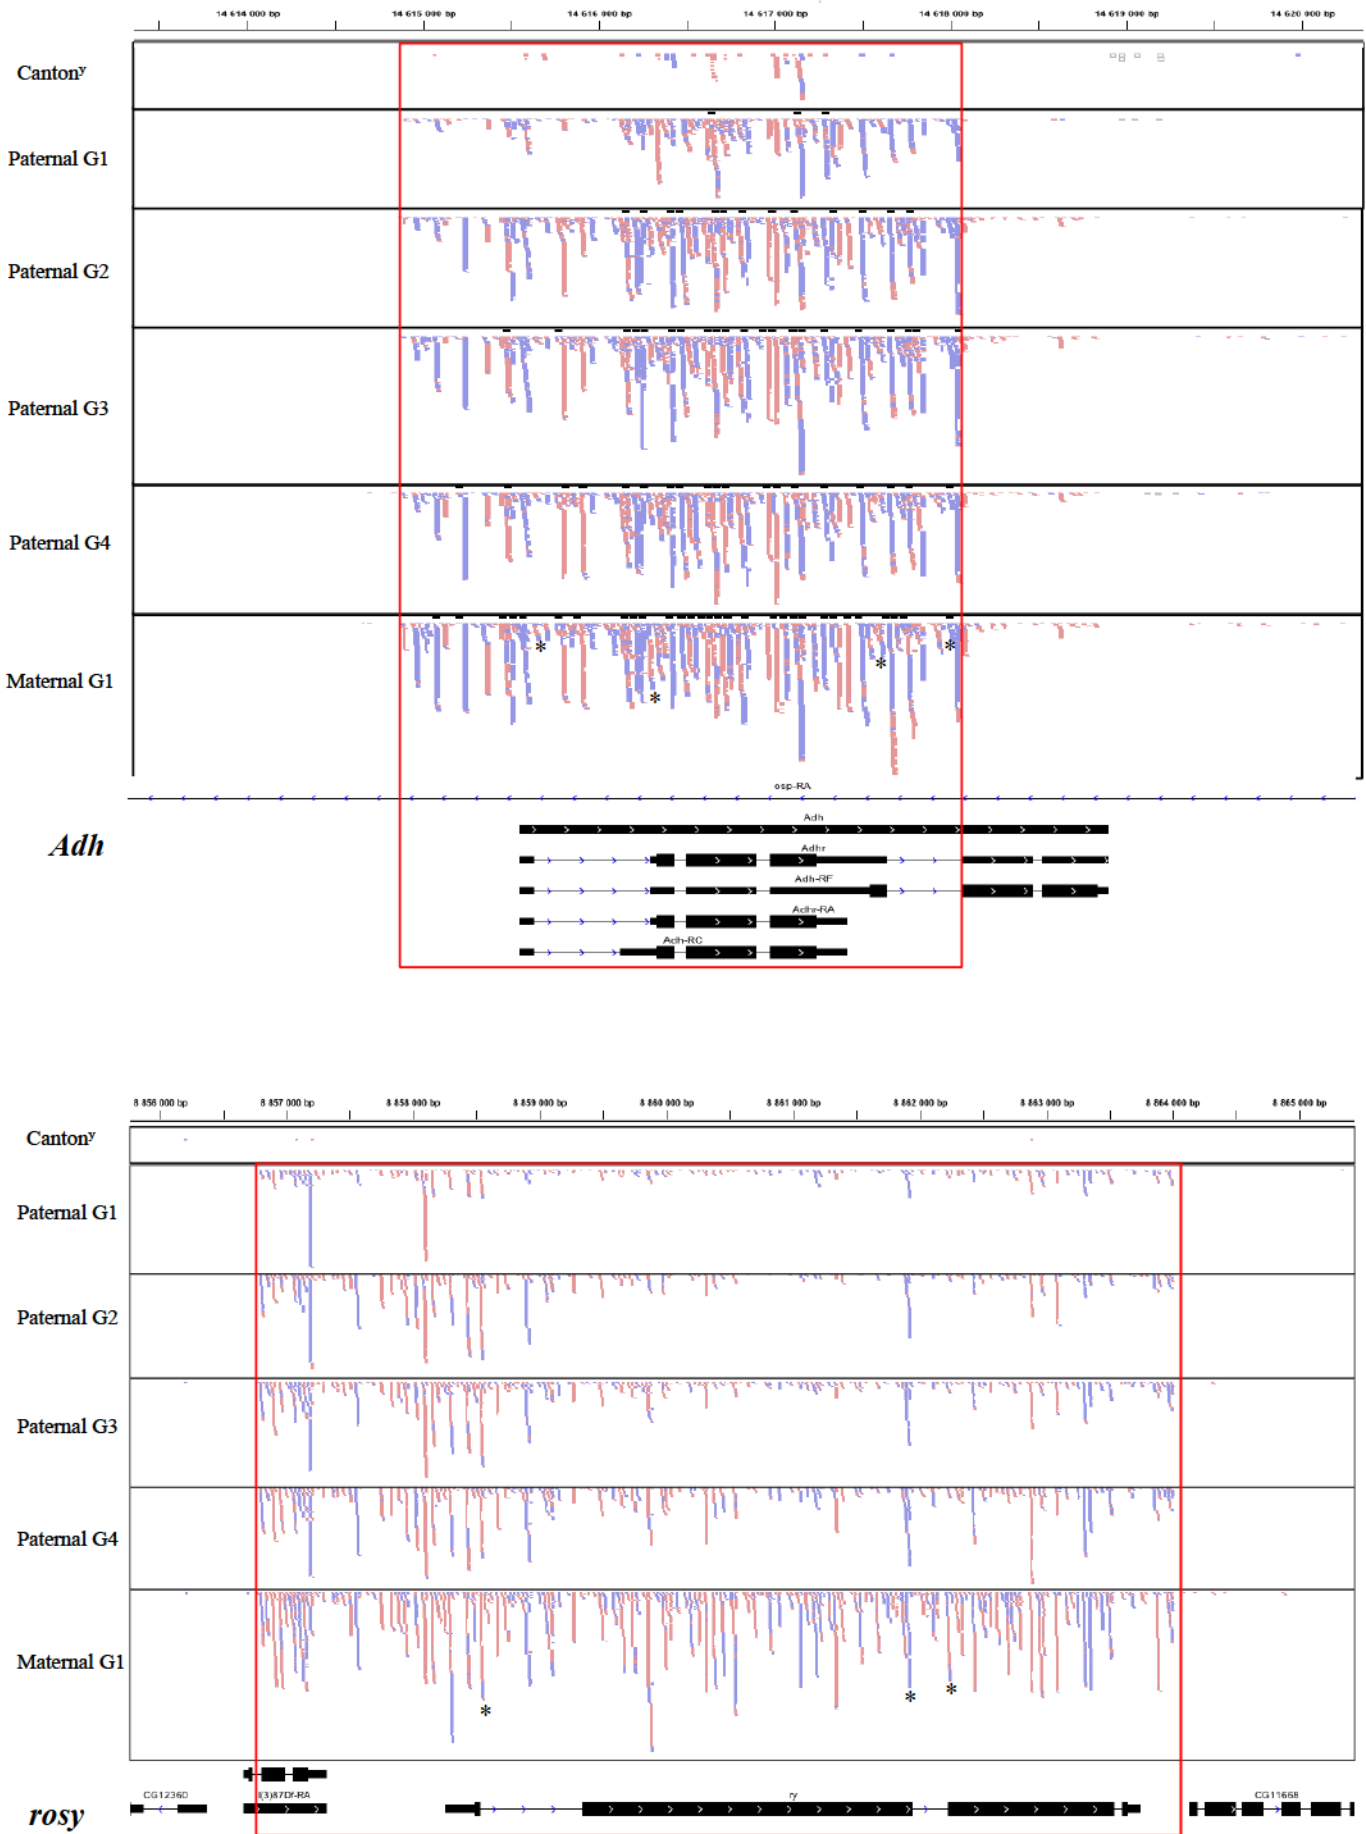 14 614 000 bp 14 615 000 bp 14 616 000 bp 14 617 000 bp 14 618 000 bp 14 619 000 bp 14 620 000 bp
Cantonʸ
Paternal G1
Paternal G2
Paternal G3
Paternal G4
Maternal G1
*
*
*
*
osp-RA
Adh
Adh
Adhr
Adh-RF
Adhr-RA
Adh-RC
8 856 000 bp 8 857 000 bp 8 858 000 bp 8 859 000 bp 8 860 000 bp 8 861 000 bp 8 862 000 bp 8 863 000 bp 8 864 000 bp 8 865 000 bp
Cantonʸ
Paternal G1
Paternal G2
Paternal G3
Paternal G4
Maternal G1
* * *
CG12360 l(3)87Df-RA ry CG11668
rosy